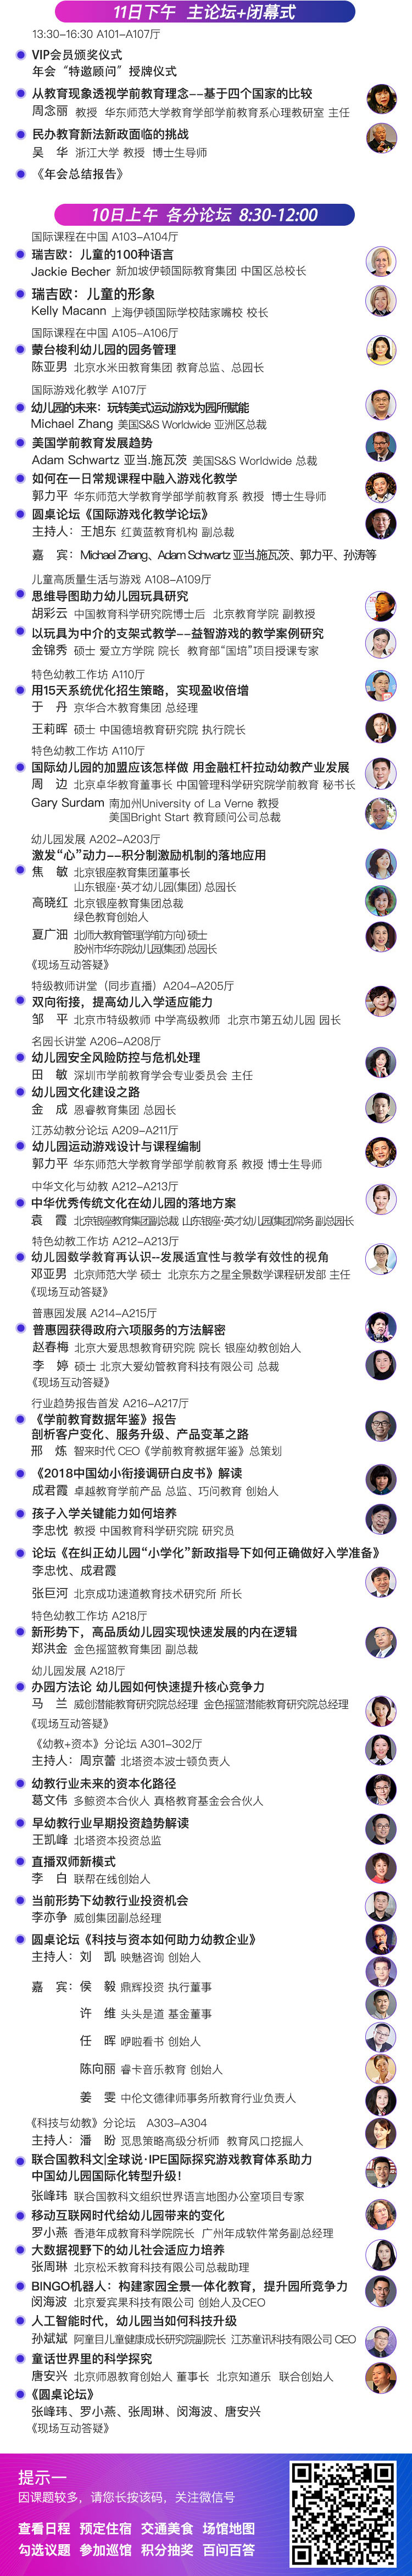 11日下午 主论坛+闭幕式
13:30-16:30 A101-A107厅
VIP会员颁奖仪式
年会“特邀顾问”授牌仪式
从教育现象透视学前教育理念--基于四个国家的比较
周念丽 教授 华东师范大学教育学部学前教育系心理教研室 主任
民办教育新法新政面临的挑战
吴 华 浙江大学 教授 博士生导师
《年会总结报告》
10日上午 各分论坛 8:30-12:00
国际课程在中国 A103-A104厅
瑞吉欧：儿童的100种语言
Jackie Becher 新加坡伊顿国际教育集团 中国区总校长
瑞吉欧：儿童的形象
Kelly Macann 上海伊顿国际学校陆家嘴校 校长
国际课程在中国 A105-A106厅
蒙台梭利幼儿园的园务管理
陈亚男 北京水米田教育集团 教育总监、总园长
国际游戏化教学 A107厅
幼儿园的未来：玩转美式运动游戏为园所赋能
Michael Zhang 美国S&S Worldwide 亚洲区总裁
美国学前教育发展趋势
Adam Schwartz 亚当.施瓦茨 美国S&S Worldwide 总裁
如何在一日常规课程中融入游戏化教学
郭力平 华东师范大学教育学部学前教育系 教授 博士生导师
圆桌论坛《国际游戏化教学论坛》
主持人：王旭东 红黄蓝教育机构 副总裁
嘉 宾：Michael Zhang、Adam Schwartz 亚当.施瓦茨、郭力平、孙涛等
儿童高质量生活与游戏 A108-A109厅
思维导图助力幼儿园玩具研究
胡彩云 中国教育科学研究院博士后 北京教育学院 副教授
以玩具为中介的支架式教学--益智游戏的教学案例研究
金锦秀 硕士 爱立方学院 院长 教育部“国培”项目授课专家
特色幼教工作坊 A110厅
用15天系统优化招生策略，实现盈收倍增
于 丹 京华合木教育集团 总经理
王莉晖 硕士 中国德培教育研究院 执行院长
特色幼教工作坊 A110厅
国际幼儿园的加盟应该怎样做 用金融杠杆拉动幼教产业发展
周 边 北京卓华教育董事长 中国管理科学研究院学前教育 秘书长
Gary Surdam 南加州University of La Verne 教授
美国Bright Start 教育顾问公司总裁
幼儿园发展 A202-A203厅
激发“心”动力--积分制激励机制的落地应用
焦 敏 北京银座教育集团董事长
山东银座·英才幼儿园(集团) 总园长
高晓红 北京银座教育集团总裁
绿色教育创始人
夏广沺 北师大教育管理(学前方向) 硕士
胶州市华东院幼儿园(集团) 总园长
《现场互动答疑》
特级教师讲堂（同步直播）A204-A205厅
双向衔接，提高幼儿入学适应能力
邹 平 北京市特级教师 中学高级教师 北京市第五幼儿园 园长
名园长讲堂 A206-A208厅
幼儿园安全风险防控与危机处理
田 敏 深圳市学前教育学会专业委员会 主任
幼儿园文化建设之路
金 成 恩睿教育集团 总园长
江苏幼教分论坛 A209-A211厅
幼儿园运动游戏设计与课程编制
郭力平 华东师范大学教育学部学前教育系 教授 博士生导师
中华文化与幼教 A212-A213厅
中华优秀传统文化在幼儿园的落地方案
袁 霞 北京银座教育集团副总裁 山东银座·英才幼儿园(集团)常务副总园长
特色幼教工作坊 A212-A213厅
幼儿园数学教育再认识--发展适宜性与教学有效性的视角
邓亚男 北京师范大学 硕士 北京东方之星全景数学课程研发部 主任
《现场互动答疑》
普惠园发展 A214-A215厅
普惠园获得政府六项服务的方法解密
赵春梅 北京大爱思想教育研究院 院长 银座幼教创始人
李 婷 硕士 北京大爱幼管教育科技有限公司 总裁
《现场互动答疑》
行业趋势报告首发 A216-A217厅
《学前教育数据年鉴》报告
剖析客户变化、服务升级、产品变革之路
邢 炼 智来时代 CEO《学前教育教据年鉴》总策划
《2018中国幼小衔接调研白皮书》解读
成君霞 卓越教育学前产品 总监、巧问教育 创始人
孩子入学关键能力如何培养
李忠忱 教授 中国教育科学研究院 研究员
论坛《在纠正幼儿园“小学化”新政指导下如何正确做好入学准备》
李忠忱、成君霞
张巨河 北京成功速道教育技术研究所 所长
特色幼教工作坊 A218厅
新形势下，高品质幼儿园实现快速发展的内在逻辑
郑洪金 金色摇篮教育集团 副总裁
幼儿园发展 A218厅
办园方法论 幼儿园如何快速提升核心竞争力
马 兰 威创潜能教育研究院总经理 金色摇篮潜能教育研究院总经理
《现场互动答疑》
《幼教+资本》分论坛 A301-302厅
主持人：周京蕾 北塔资本波士顿负责人
幼教行业未来的资本化路径
葛文伟 多鲸资本合伙人 真格教育基金会合伙人
早幼教行业早期投资趋势解读
王凯峰 北塔资本投资总监
直播双师新模式
李 白 联帮在线创始人
当前形势下幼教行业投资机会
李亦争 威创集团副总经理
圆桌论坛《科技与资本如何助力幼教企业》
主持人：刘 凯 映魅咨询 创始人
嘉 宾：侯 毅 鼎辉投资 执行董事
许 维 头头是道 基金董事
任 晖 咿啦看书 创始人
陈向丽 睿卡音乐教育 创始人
姜 雯 中伦文德律师事务所教育行业负责人
《科技与幼教》分论坛 A303-A304
主持人：潘 盼 觅思策略高级分析师 教育风口挖掘人
联合国教科文|全球说·IPE国际探究游戏教育体系助力
中国幼儿园国际化转型升级！
张峰玮 联合国教科文组织世界语言地图办公室项目专家
移动互联网时代给幼儿园带来的变化
罗小燕 香港年成教育科学院院长 广州年成软件常务副总经理
大数据视野下的幼儿社会适应力培养
张周琳 北京松禾教育科技有限公司总裁助理
BINGO机器人：构建家园全景一体化教育，提升园所竞争力
闵海波 北京爱宾果科技有限公司 创始人及CEO
人工智能时代，幼儿园当如何科技升级
孙斌斌 阿童目儿童健康成长研究院副院长 江苏童讯科技有限公司 CEO
童话世界里的科学探究
唐安兴 北京师恩教育创始人 董事长 北京知道乐 联合创始人
《圆桌论坛》
张峰玮、罗小燕、张周琳、闵海波、唐安兴
《现场互动答疑》
提示一
因课题较多，请您长按该码，关注微信号
查看日程 预定住宿 交通美食 场馆地图
勾选议题 参加巡馆 积分抽奖 百问百答